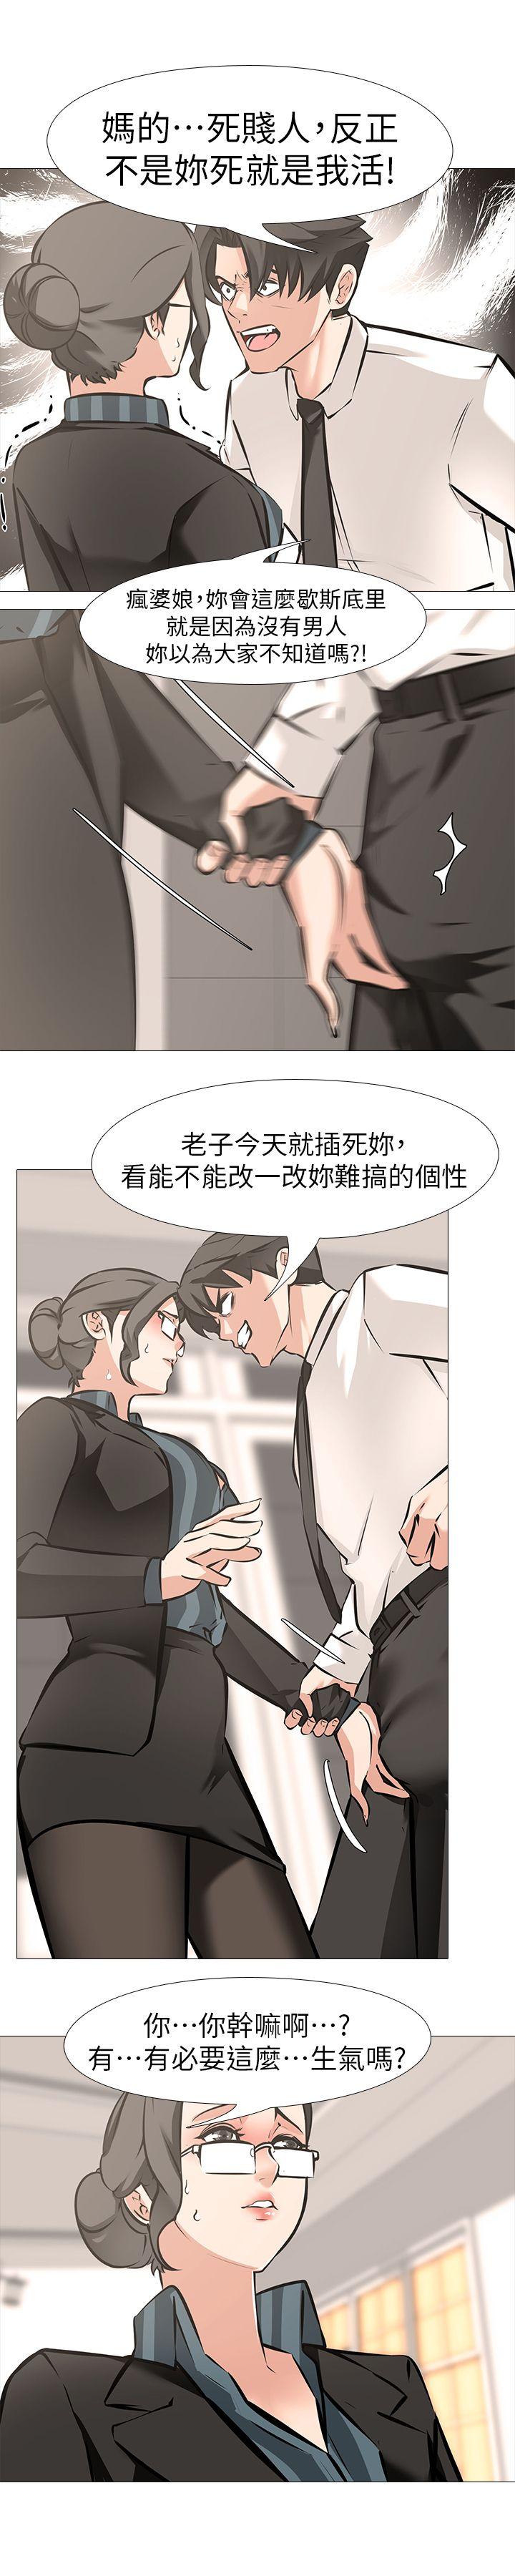 媽的⋯死賤人，反正
不是妳死就是我活！
瘋婆娘，妳會這麼歇斯底里
就是因為沒有男人
妳以為大家不知道嗎?!
老子今天就插死妳，
看能不能改一改妳難搞的個性
你⋯你幹嘛啊⋯?
有⋯有必要這麼⋯生氣嗎?